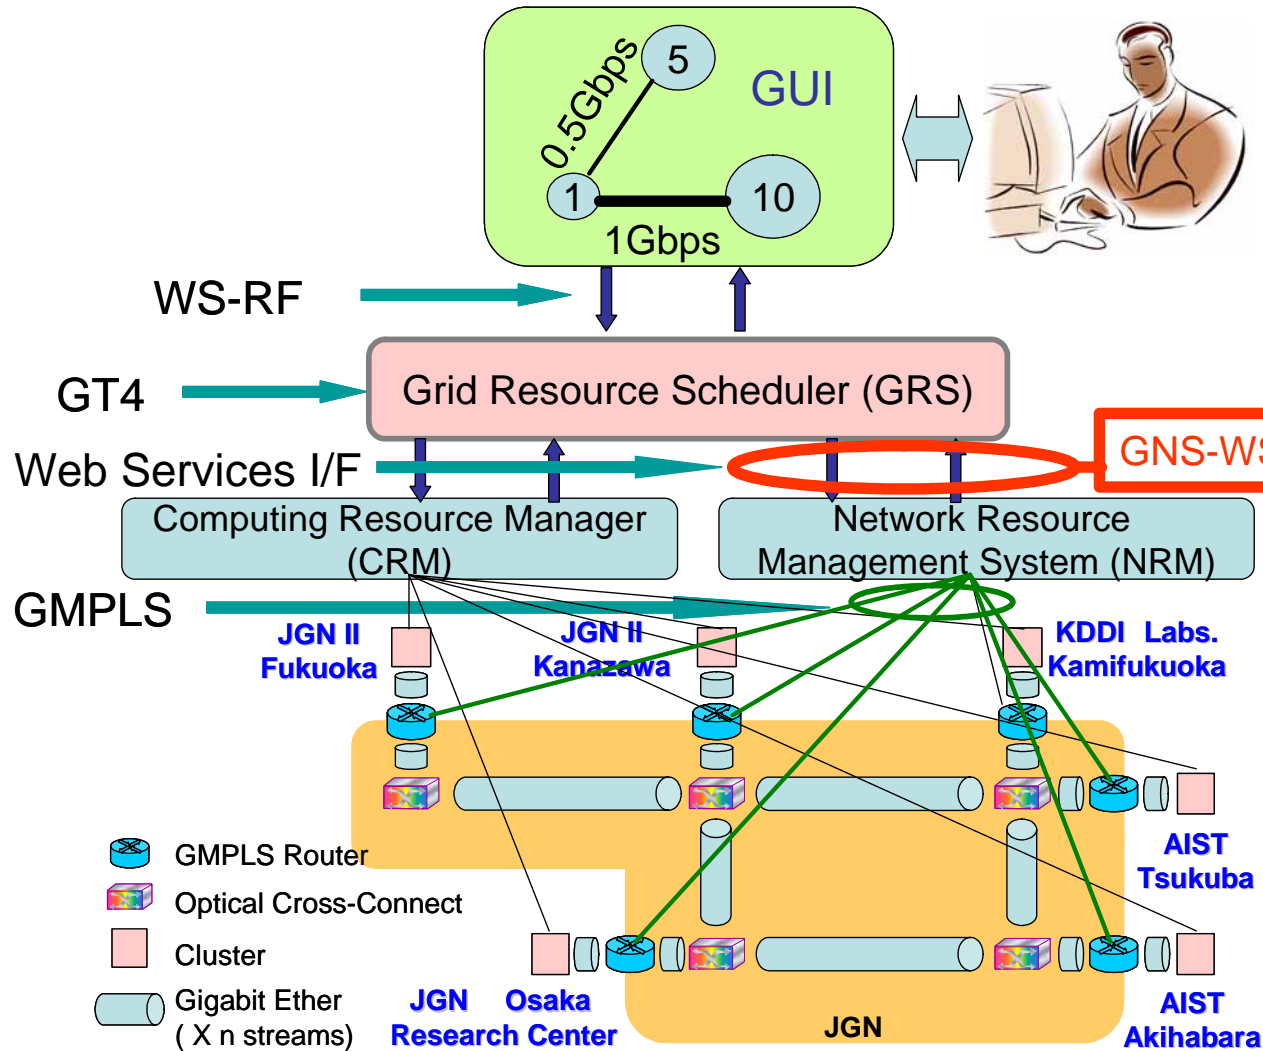 5
0.5Gbps
GUI
1
10
1Gbps
WS-RF
Grid Resource Scheduler (GRS)
GT4
GNS-WS
Web Services I/F
Computing Resource Manager
(CRM)
Network Resource
Management System (NRM)
GMPLS
JGN II
Fukuoka
JGN II
Kanazawa
KDDI Labs.
Kamifukuoka
AIST
Tsukuba
GMPLS Router
Optical Cross-Connect
Cluster
Gigabit Ether
( X n streams)
JGN Osaka
Research Center
JGN
AIST
Akihabara